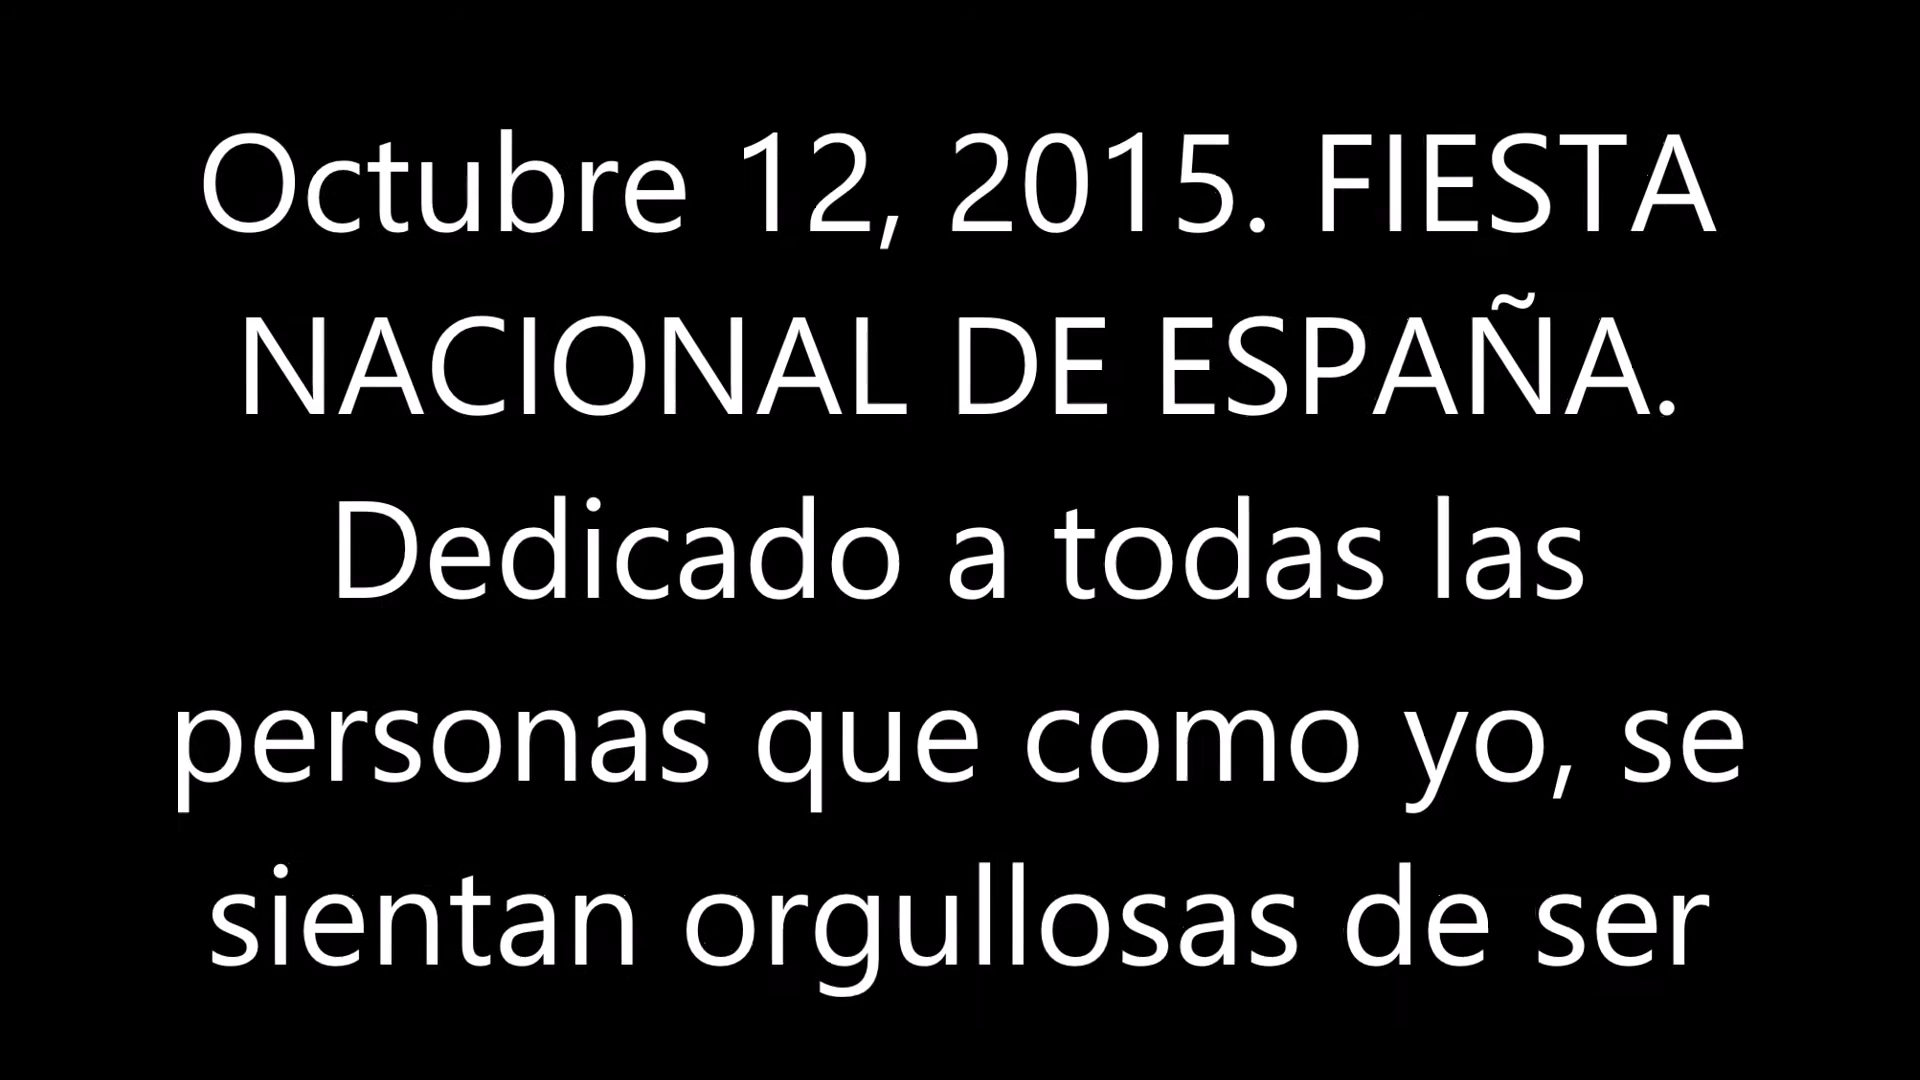 Octubre 12, 2015. FIESTA
NACIONAL DE ESPAÑA.
Dedicado a todas las
personas que como yo, se
sientan orgullosas de ser